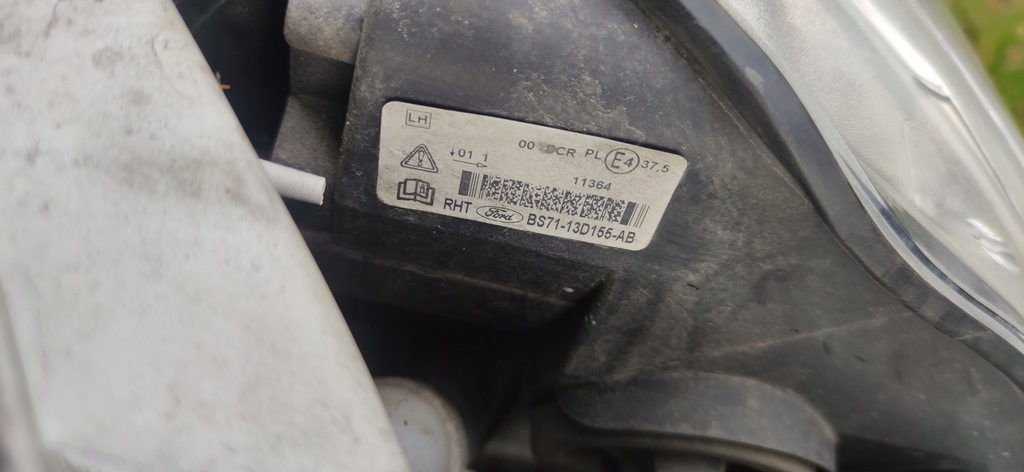 LH
00 CR PL E4 37,5
01 1
11364
RHT Ford BS71-13D155-AB